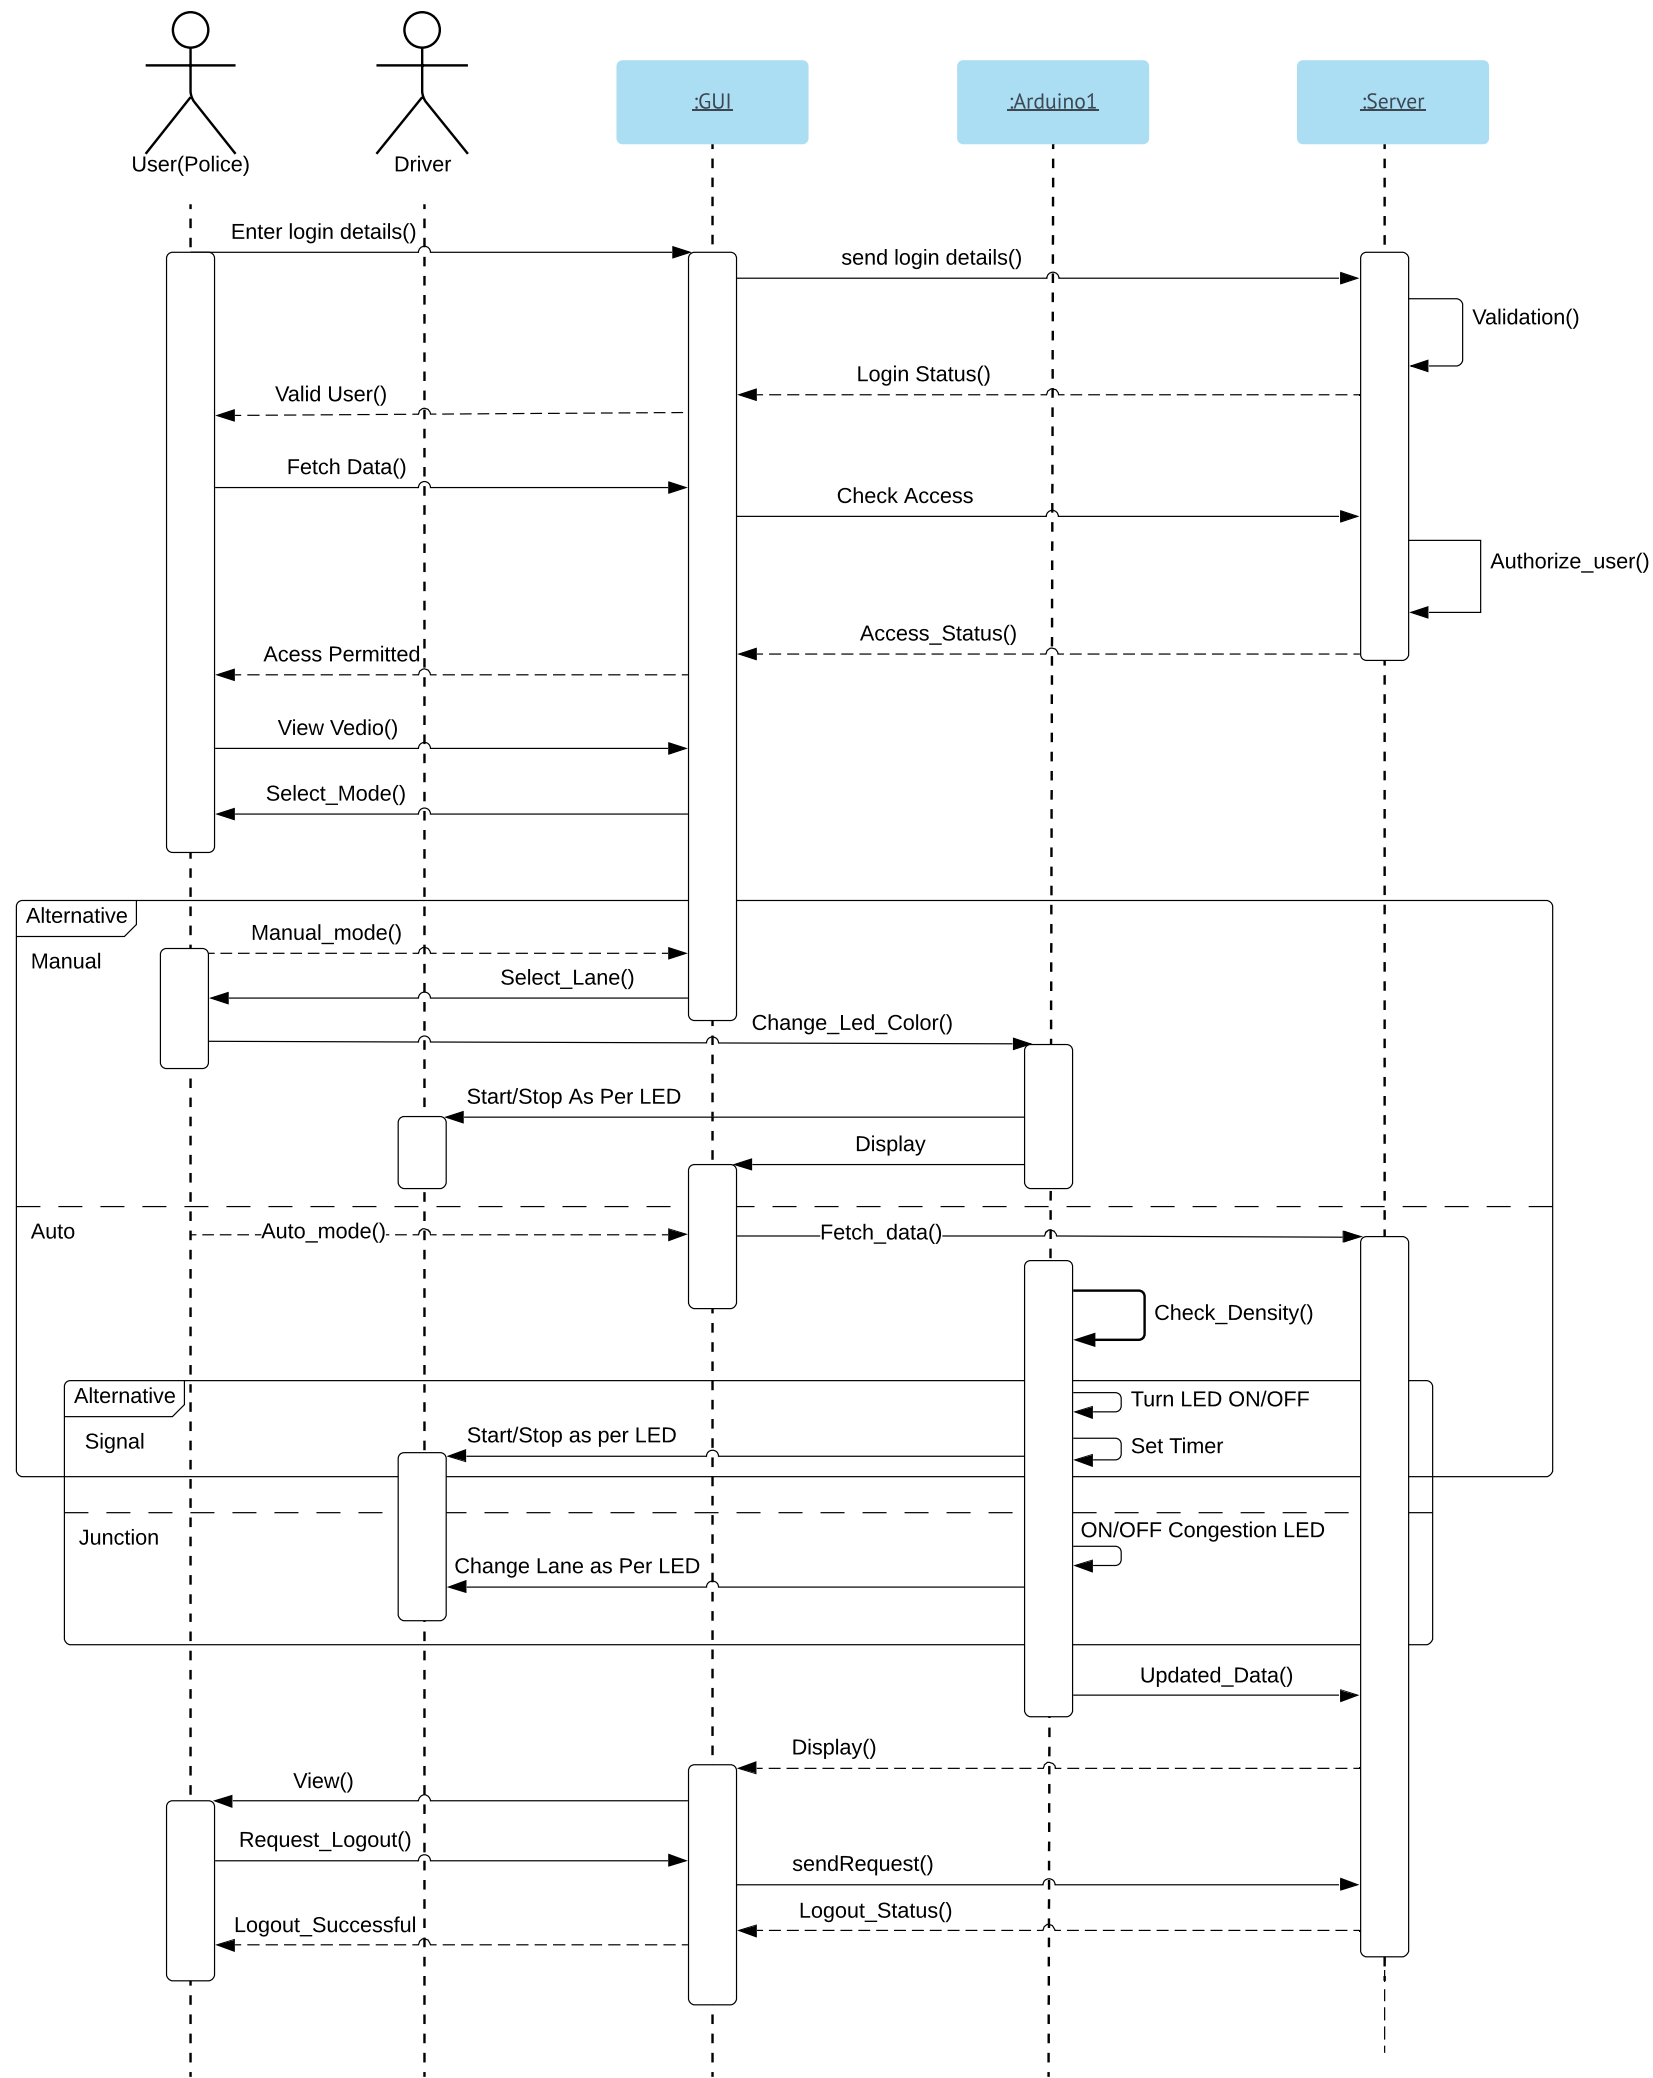 User(Police)
Driver
:GUI
:Arduino1
:Server
Enter login details()
send login details()
Validation()
Login Status()
Valid User()
Fetch Data()
Check Access
Authorize_user()
Access_Status()
Acess Permitted
View Vedio()
Select_Mode()
Alternative
Manual_mode()
Manual
Select_Lane()
Change_Led_Color()
Start/Stop As Per LED
Display
Auto
Auto_mode()
Fetch_data()
Check_Density()
Alternative
Turn LED ON/OFF
Signal
Start/Stop as per LED
Set Timer
Junction
ON/OFF Congestion LED
Change Lane as Per LED
Updated_Data()
Display()
View()
Request_Logout()
sendRequest()
Logout_Status()
Logout_Successful